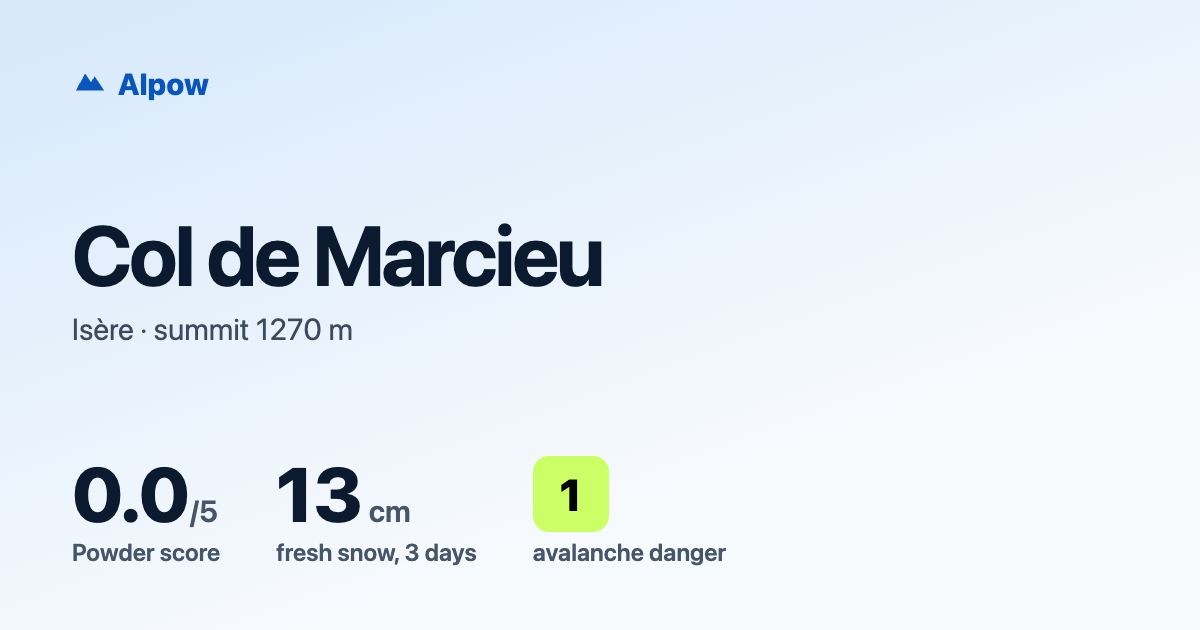 Alpow
Col de Marcieu
Isère · summit 1270 m
0.0/5
Powder score
13 cm
fresh snow, 3 days
1
avalanche danger